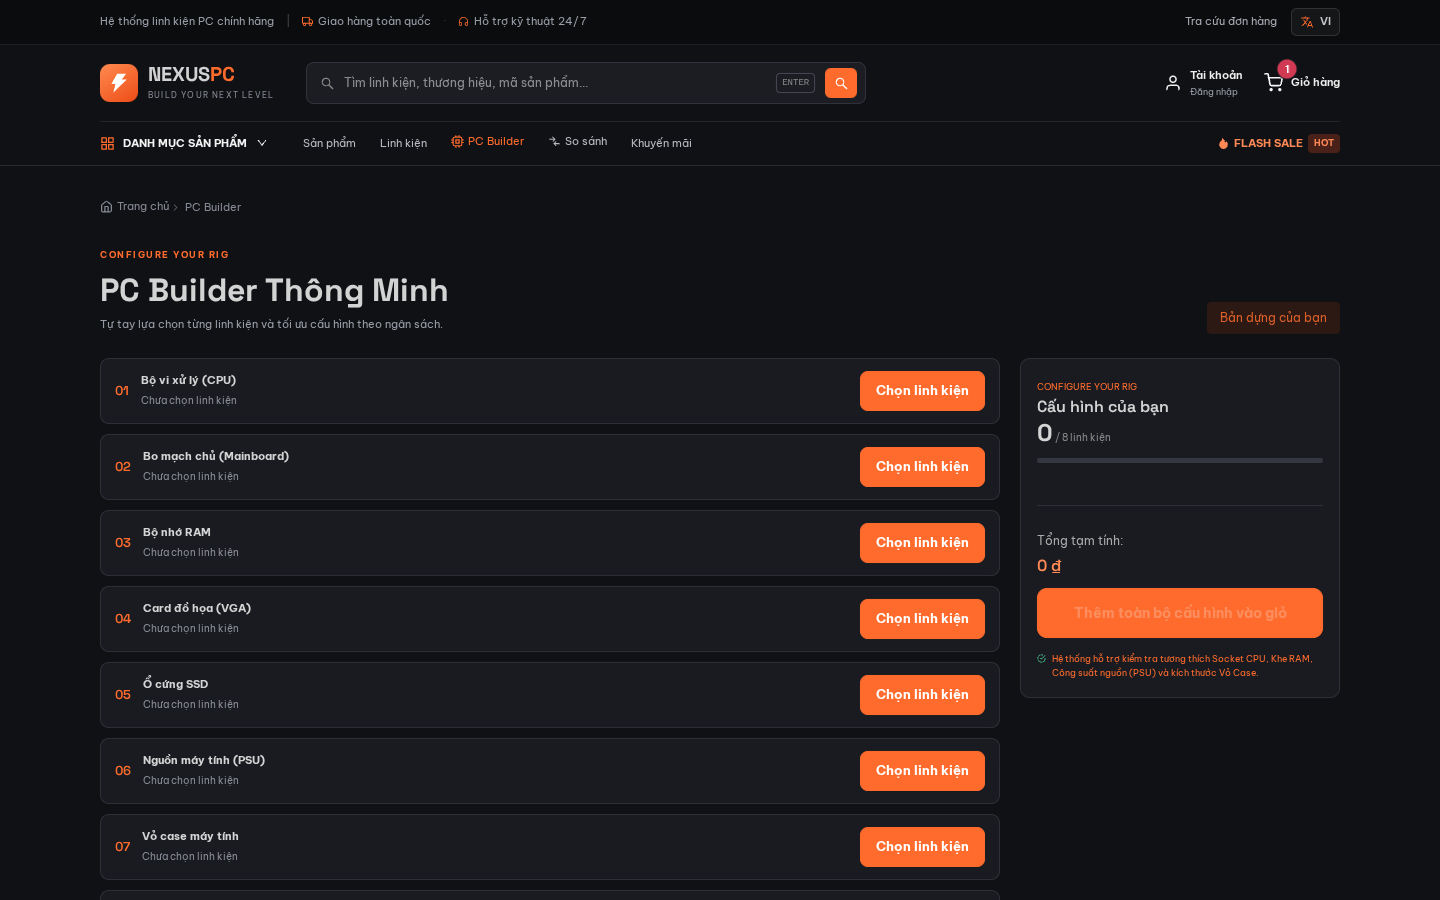 Hệ thống linh kiện PC chính hãng
Giao hàng toàn quốc
Hỗ trợ kỹ thuật 24/7
Tra cứu đơn hàng
VI
NEXUSPC
BUILD YOUR NEXT LEVEL
Tìm linh kiện, thương hiệu, mã sản phẩm...
ENTER
Tài khoản
Đăng nhập
1
Giỏ hàng
DANH MỤC SẢN PHẨM
Sản phẩm
Linh kiện
PC Builder
So sánh
Khuyến mãi
FLASH SALE
HOT
Trang chủ
PC Builder
CONFIGURE YOUR RIG
PC Builder Thông Minh
Tự tay lựa chọn từng linh kiện và tối ưu cấu hình theo ngân sách.
Bản dựng của bạn
01
Bộ vi xử lý (CPU)
Chưa chọn linh kiện
Chọn linh kiện
02
Bo mạch chủ (Mainboard)
Chưa chọn linh kiện
Chọn linh kiện
03
Bộ nhớ RAM
Chưa chọn linh kiện
Chọn linh kiện
04
Card đồ họa (VGA)
Chưa chọn linh kiện
Chọn linh kiện
05
Ổ cứng SSD
Chưa chọn linh kiện
Chọn linh kiện
06
Nguồn máy tính (PSU)
Chưa chọn linh kiện
Chọn linh kiện
07
Vỏ case máy tính
Chưa chọn linh kiện
Chọn linh kiện
CONFIGURE YOUR RIG
Cấu hình của bạn
0 / 8 linh kiện
Tổng tạm tính:
0 ₫
Thêm toàn bộ cấu hình vào giỏ
Hệ thống hỗ trợ kiểm tra tương thích Socket CPU, Khe RAM,
Công suất nguồn (PSU) và kích thước Vỏ Case.